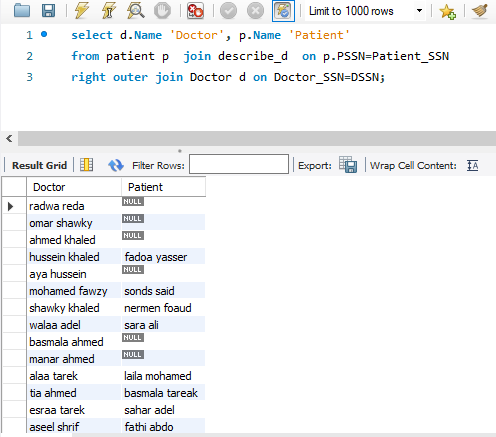 Limit to 1000 rows
1 select d.Name 'Doctor', p.Name 'Patient'
2 from patient p join describe_d on p.PSSN=Patient_SSN
3 right outer join Doctor d on Doctor_SSN=DSSN;
Result Grid Filter Rows: Export: Wrap Cell Content: IA
Doctor Patient
radwa reda NULL
omar shawky NULL
ahmed khaled NULL
hussein khaled fadoa yasser
aya hussein NULL
mohamed fawzy sonds said
shawky khaled nermen foaud
walaa adel sara ali
basmala ahmed NULL
manar ahmed NULL
alaa tarek laila mohamed
tia ahmed basmala tareak
esraa tarek sahar adel
aseel shrif fathi abdo